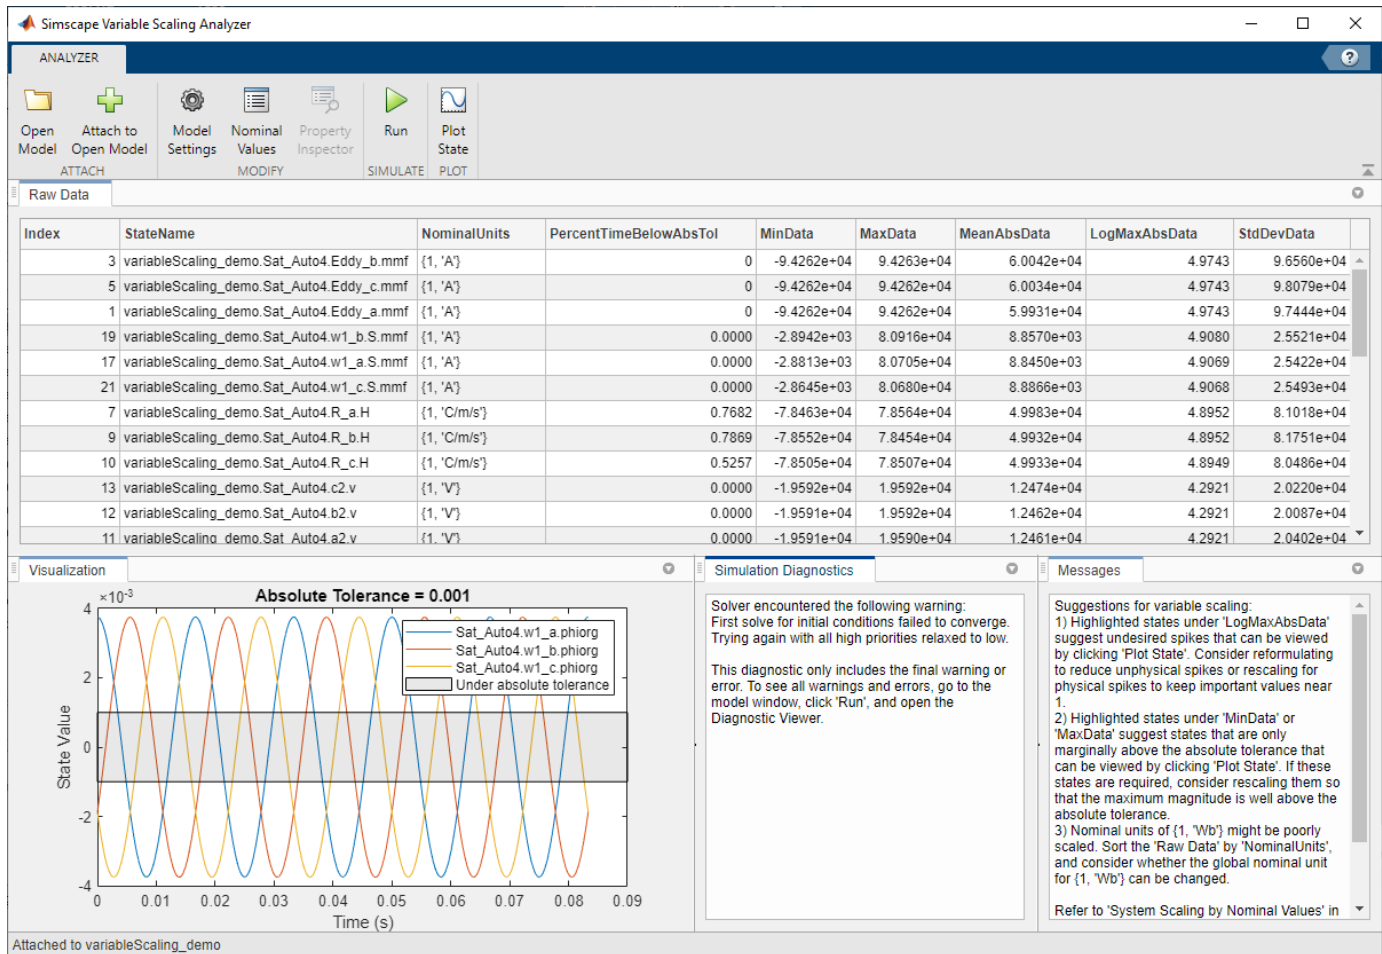 Simscape Variable Scaling Analyzer
ANALYZER
?
Open Model
Attach to Open Model
Model Settings
Nominal Values
Property Inspector
Run
Plot State
ATTACH MODIFY SIMULATE PLOT
Raw Data
Index StateName NominalUnits PercentTimeBelowAbsTol MinData MaxData MeanAbsData LogMaxAbsData StdDevData
3 variableScaling_demo.Sat_Auto4.Eddy_b.mmf {1, 'A'} 0 -9.4262e+04 9.4263e+04 6.0042e+04 4.9743 9.6560e+04
5 variableScaling_demo.Sat_Auto4.Eddy_c.mmf {1, 'A'} 0 -9.4262e+04 9.4262e+04 6.0034e+04 4.9743 9.8079e+04
1 variableScaling_demo.Sat_Auto4.Eddy_a.mmf {1, 'A'} 0 -9.4262e+04 9.4262e+04 5.9931e+04 4.9743 9.7444e+04
19 variableScaling_demo.Sat_Auto4.w1_b.S.mmf {1, 'A'} 0.0000 -2.8942e+03 8.0916e+04 8.8570e+03 4.9080 2.5521e+04
17 variableScaling_demo.Sat_Auto4.w1_a.S.mmf {1, 'A'} 0.0000 -2.8813e+03 8.0705e+04 8.8450e+03 4.9069 2.5422e+04
21 variableScaling_demo.Sat_Auto4.w1_c.S.mmf {1, 'A'} 0.0000 -2.8645e+03 8.0680e+04 8.8866e+03 4.9068 2.5493e+04
7 variableScaling_demo.Sat_Auto4.R_a.H {1, 'C/m/s'} 0.7682 -7.8463e+04 7.8564e+04 4.9983e+04 4.8952 8.1018e+04
9 variableScaling_demo.Sat_Auto4.R_b.H {1, 'C/m/s'} 0.7869 -7.8552e+04 7.8454e+04 4.9932e+04 4.8952 8.1751e+04
10 variableScaling_demo.Sat_Auto4.R_c.H {1, 'C/m/s'} 0.5257 -7.8505e+04 7.8507e+04 4.9933e+04 4.8949 8.0486e+04
13 variableScaling_demo.Sat_Auto4.c2.v {1, 'V'} 0.0000 -1.9592e+04 1.9592e+04 1.2474e+04 4.2921 2.0220e+04
12 variableScaling_demo.Sat_Auto4.b2.v {1, 'V'} 0.0000 -1.9591e+04 1.9592e+04 1.2462e+04 4.2921 2.0087e+04
11 variableScaling_demo.Sat_Auto4.a2.v {1, 'V'} 0.0000 -1.9591e+04 1.9590e+04 1.2461e+04 4.2921 2.0402e+04
Visualization
×10-3
Absolute Tolerance = 0.001
Sat_Auto4.w1_a.phiorg
Sat_Auto4.w1_b.phiorg
Sat_Auto4.w1_c.phiorg
Under absolute tolerance
State Value
4
2
0
-2
-4
0 0.01 0.02 0.03 0.04 0.05 0.06 0.07 0.08 0.09
Time (s)
Simulation Diagnostics
Solver encountered the following warning:
First solve for initial conditions failed to converge.
Trying again with all high priorities relaxed to low.
This diagnostic only includes the final warning or
error. To see all warnings and errors, go to the
model window, click 'Run', and open the
Diagnostic Viewer.
Messages
Suggestions for variable scaling:
1) Highlighted states under 'LogMaxAbsData'
suggest undesired spikes that can be viewed
by clicking 'Plot State'. Consider reformulating
to reduce unphysical spikes or rescaling for
physical spikes to keep important values near
1.
2) Highlighted states under 'MinData' or
'MaxData' suggest states that are only
marginally above the absolute tolerance that
can be viewed by clicking 'Plot State'. If these
states are required, consider rescaling them so
that the maximum magnitude is well above the
absolute tolerance.
3) Nominal units of {1, 'Wb'} might be poorly
scaled. Sort the 'Raw Data' by 'NominalUnits',
and consider whether the global nominal unit
for {1, 'Wb'} can be changed.
Refer to 'System Scaling by Nominal Values' in
Attached to variableScaling_demo